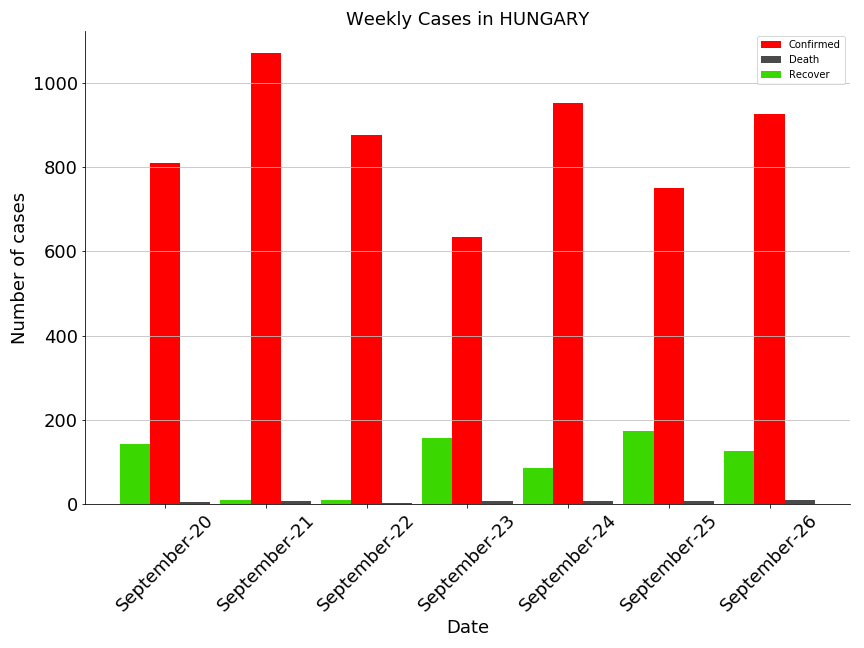 Weekly Cases in HUNGARY
Confirmed
Death
Recover
Number of cases
1000
800
600
400
200
0
September-20
September-21
September-22
September-23
September-24
September-25
September-26
Date